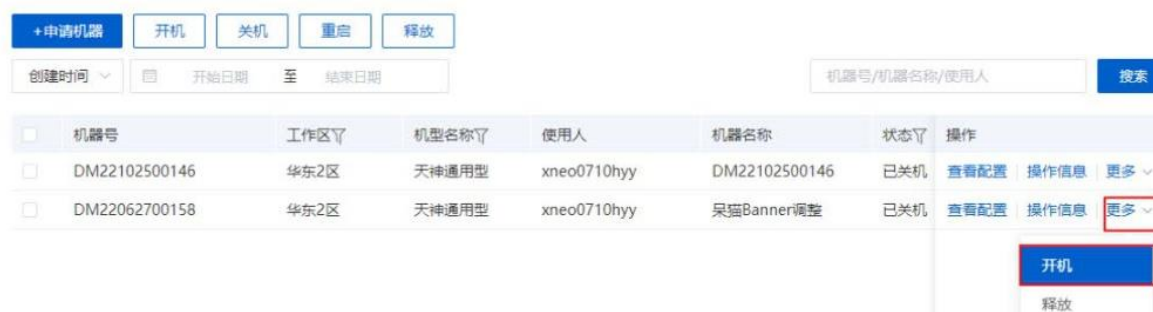 +申请机器 开机 关机 重启 释放
创建时间 开始日期 至 结束日期 机器号/机器名称/使用人 搜索
机器号 工作区 机型名称 使用人 机器名称 状态 操作
DM22102500146 华东2区 天神通用型 xneo0710hyy DM22102500146 已关机 查看配置 操作信息 更多
DM22062700158 华东2区 天神通用型 xneo0710hyy 呆猫Banner调整 已关机 查看配置 操作信息 更多
开机
释放